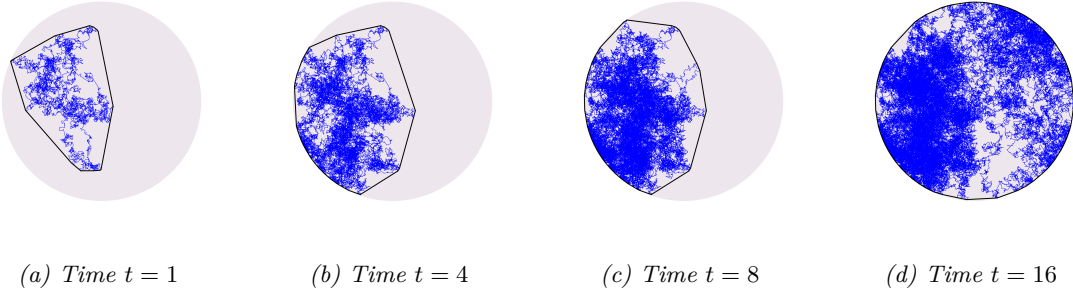 (a) Time t = 1
(b) Time t = 4
(c) Time t = 8
(d) Time t = 16